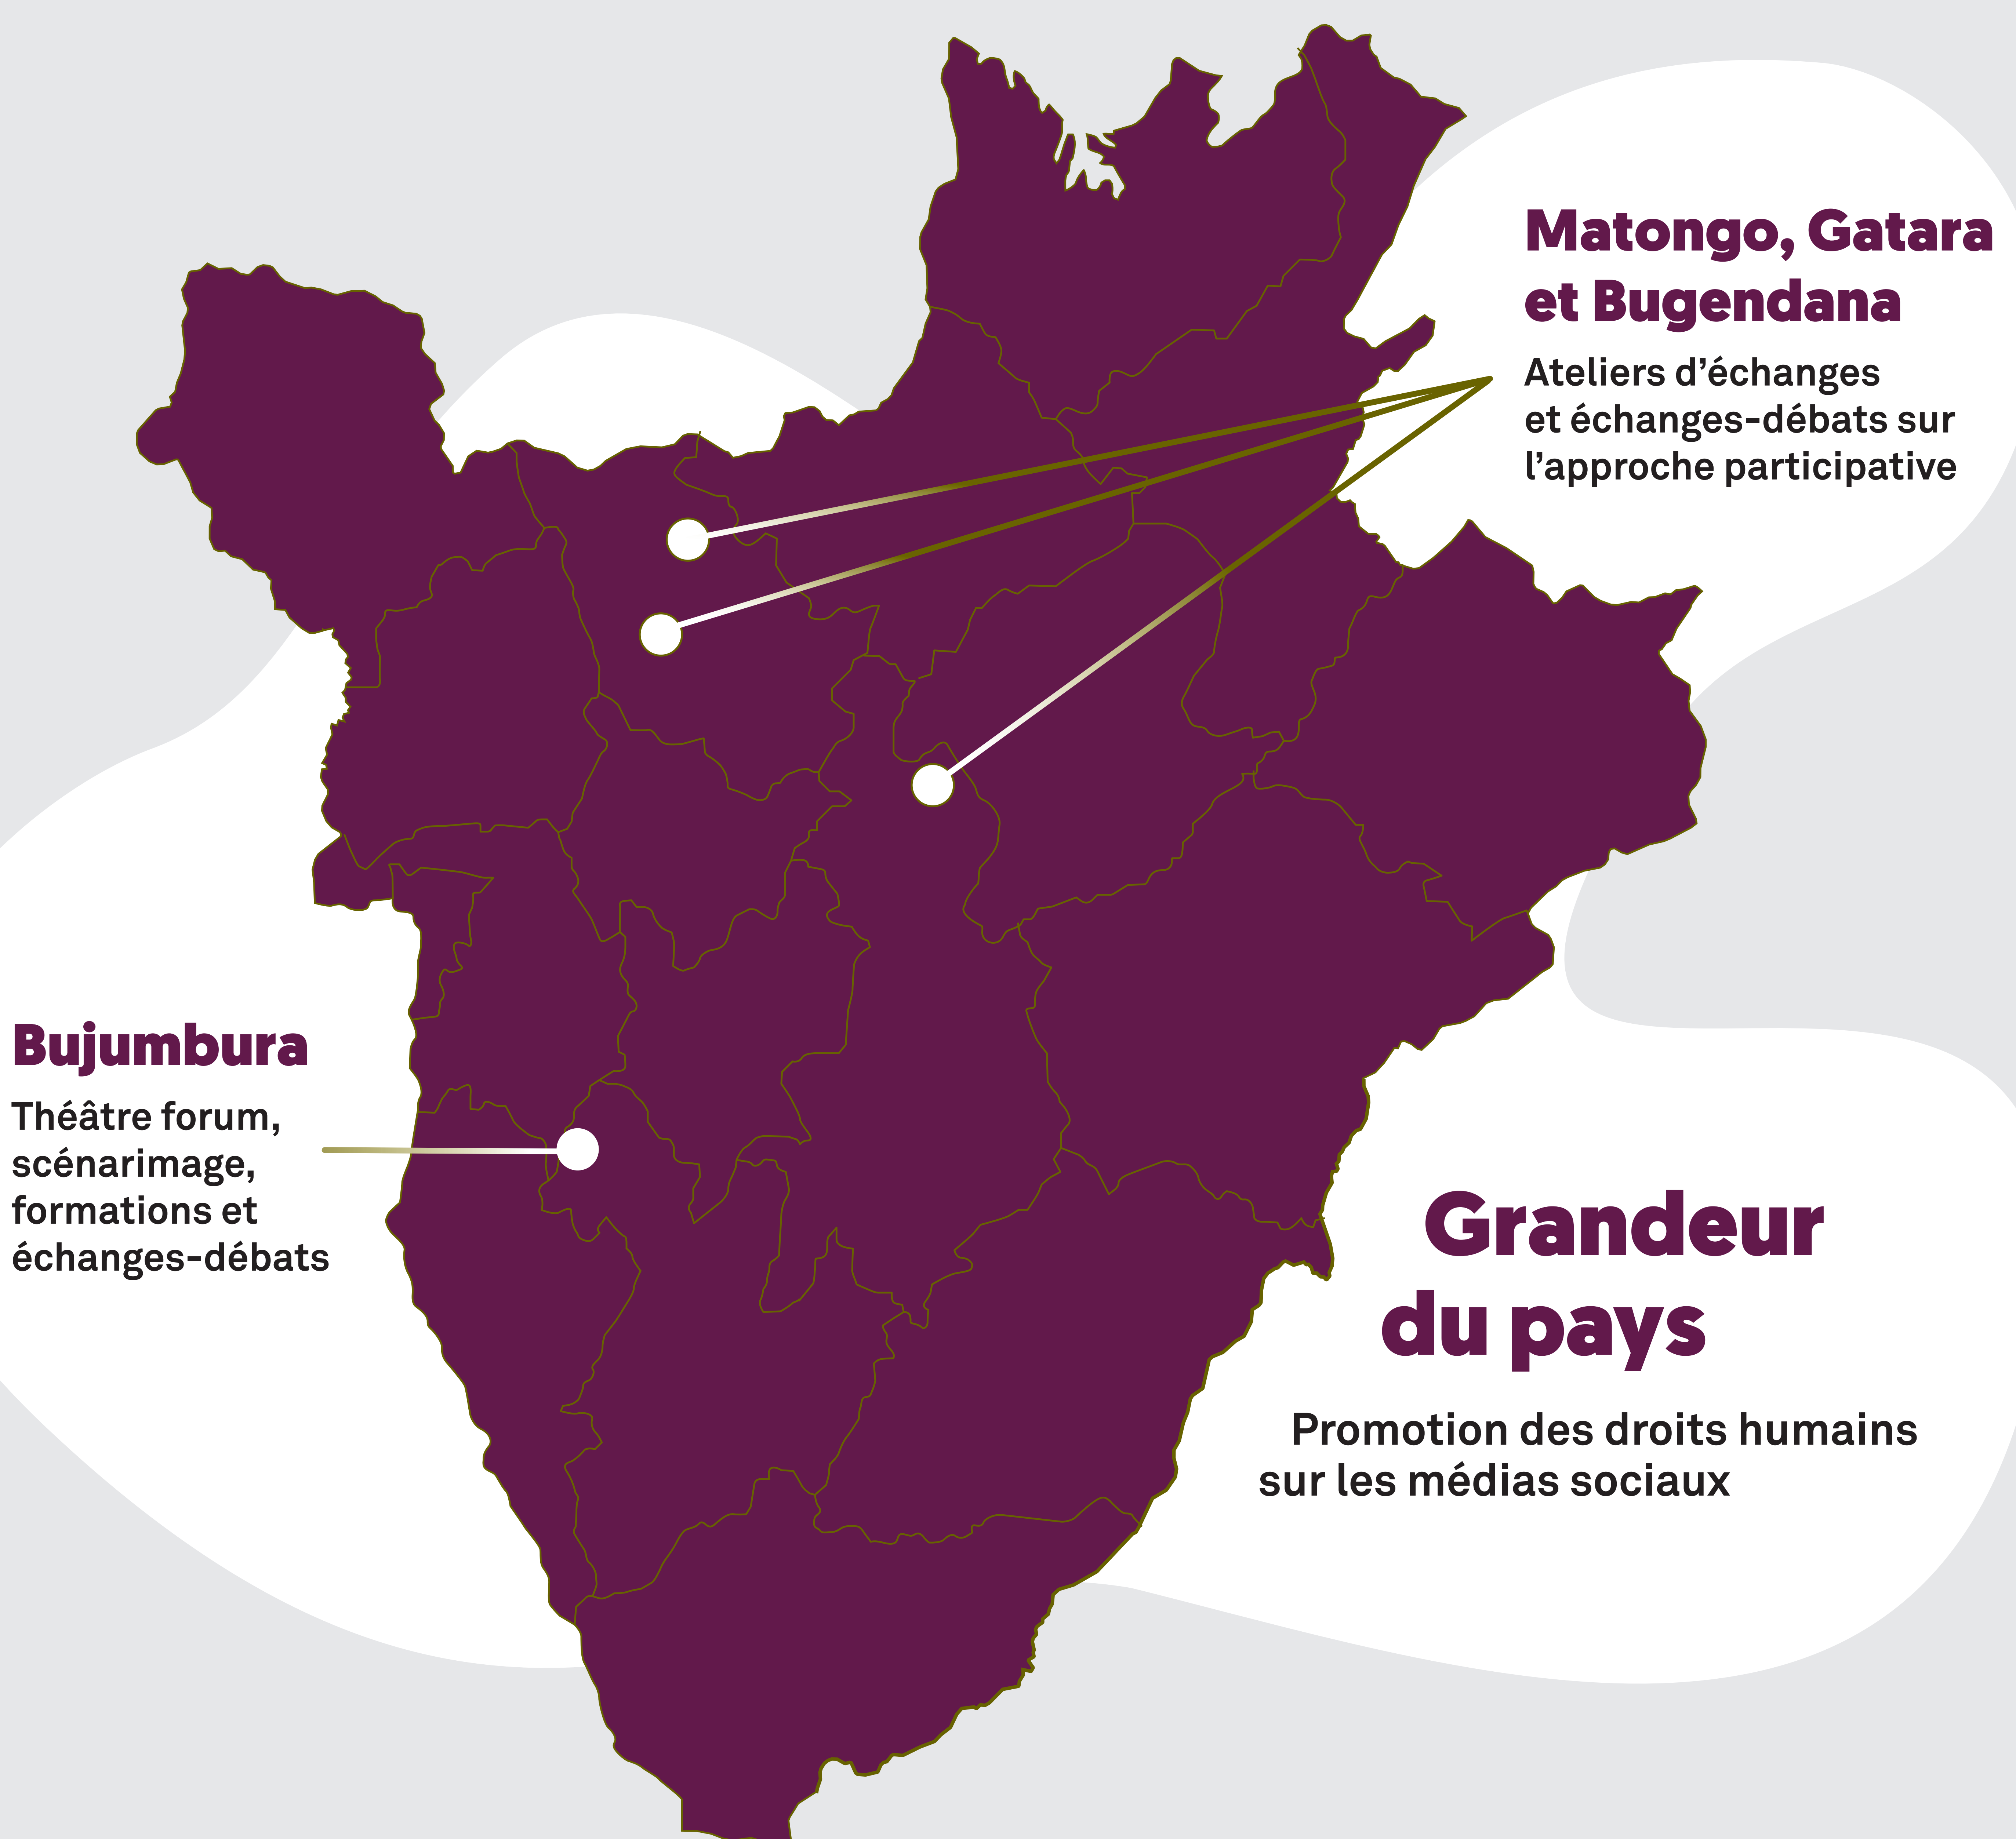 Matongo, Gatara
et Bugendana
Ateliers d’échanges
et échanges-débats sur
l’approche participative
Bujumbura
Théâtre forum,
scénarimage,
formations et
échanges-débats
Grandeur
du pays
Promotion des droits humains
sur les médias sociaux